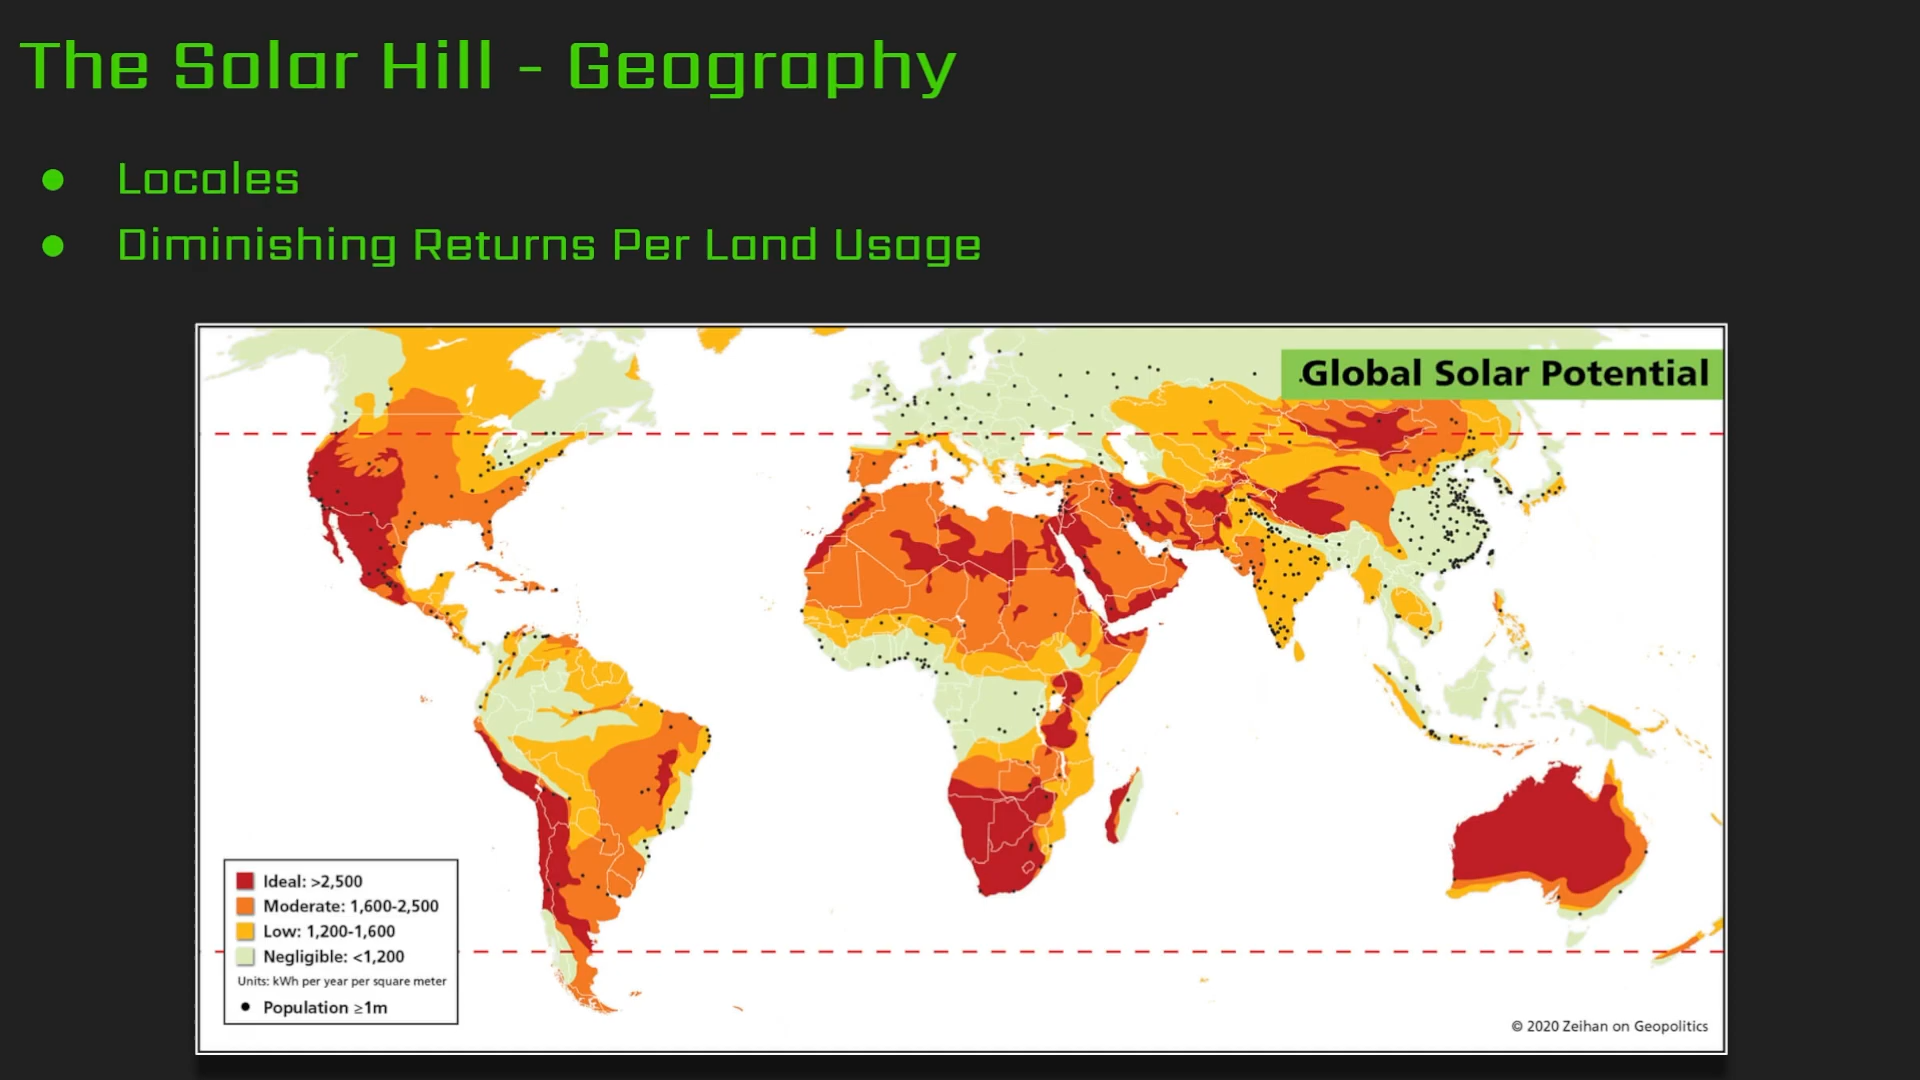 The Solar Hill - Geography
● Locales
● Diminishing Returns Per Land Usage
Global Solar Potential
Ideal: >2,500
Moderate: 1,600-2,500
Low: 1,200-1,600
Negligible: <1,200
Units: kWh per year per square meter
Population ≥1m
© 2020 Zeihan on Geopolitics